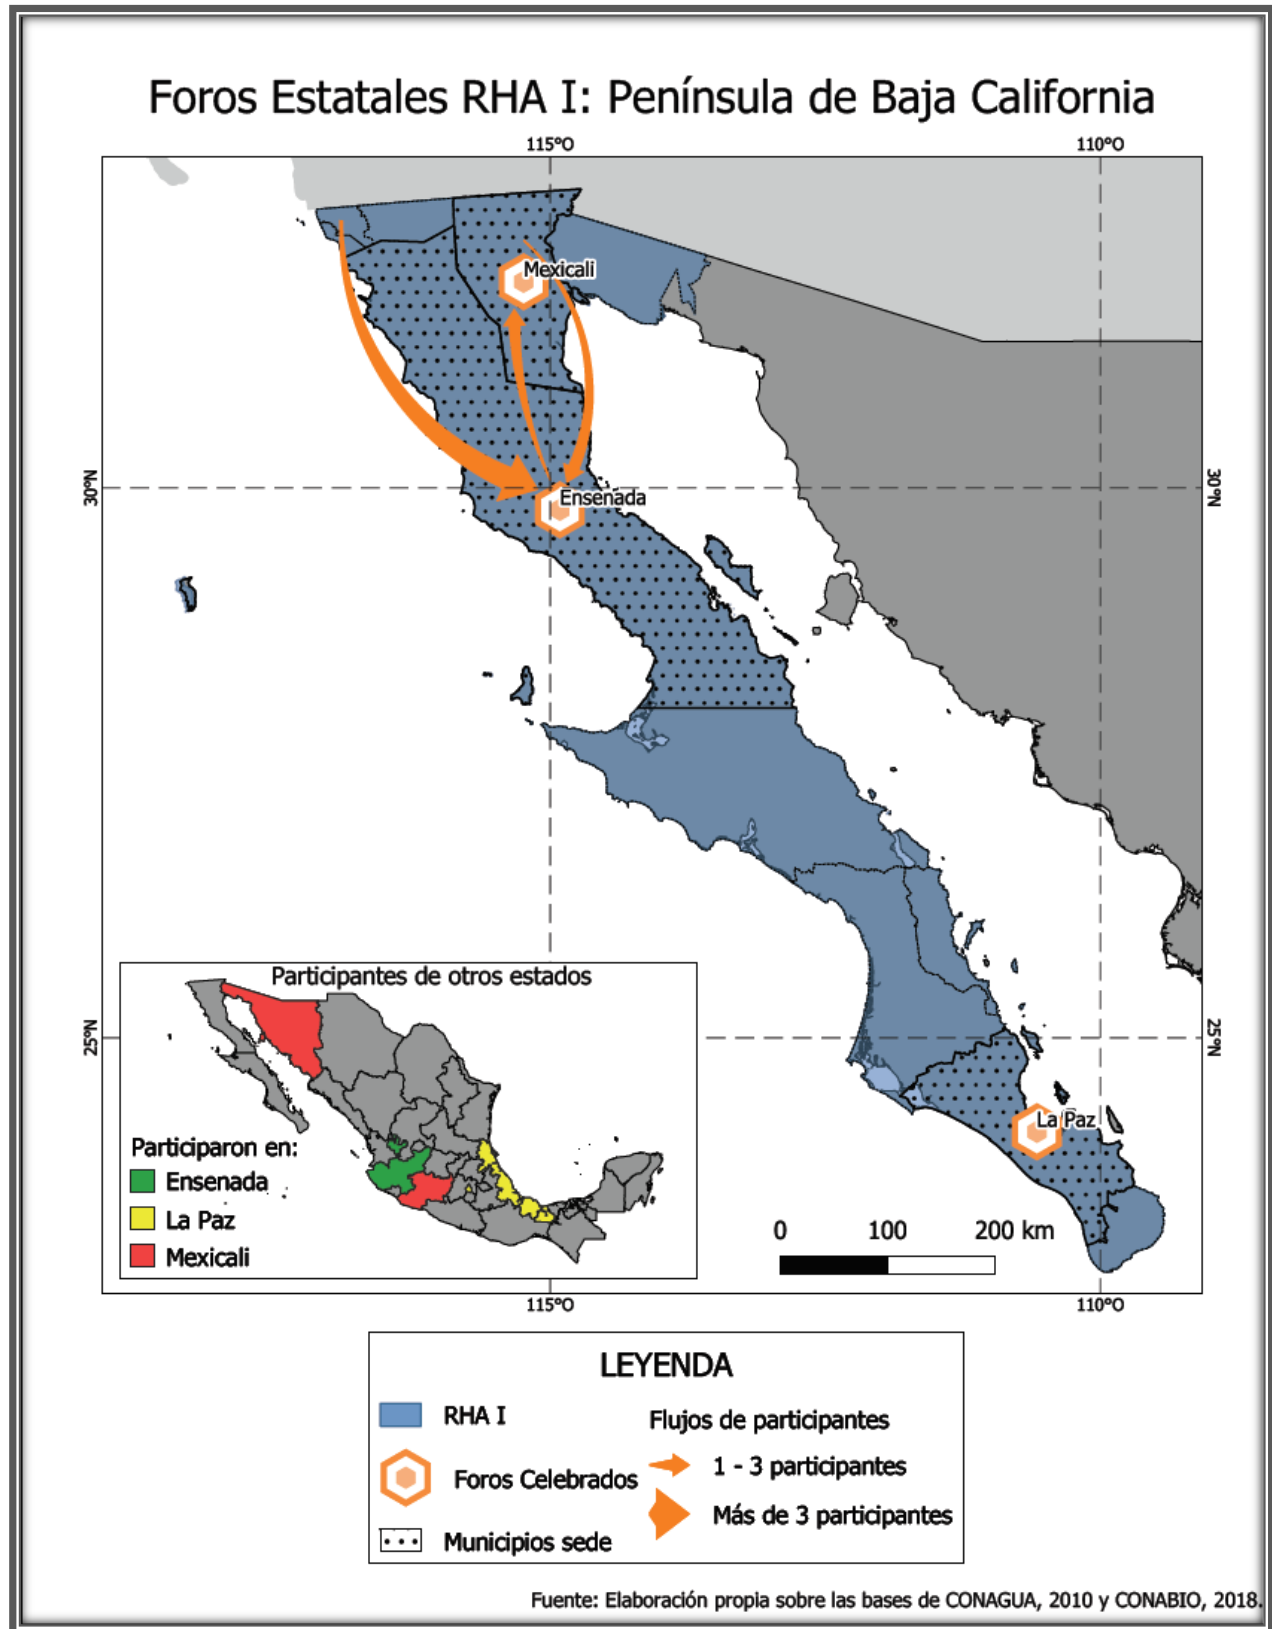 Foros Estatales RHA I: Península de Baja California
115°O
110°O
Mexicali
30°N
30°N
Ensenada
25°N
25°N
La Paz
Participantes de otros estados
Participaron en:
Ensenada
La Paz
Mexicali
0 100 200 km
115°O
110°O
LEYENDA
RHA I
Foros Celebrados
Municipios sede
Flujos de participantes
1 - 3 participantes
Más de 3 participantes
Fuente: Elaboración propia sobre las bases de CONAGUA, 2010 y CONABIO, 2018.